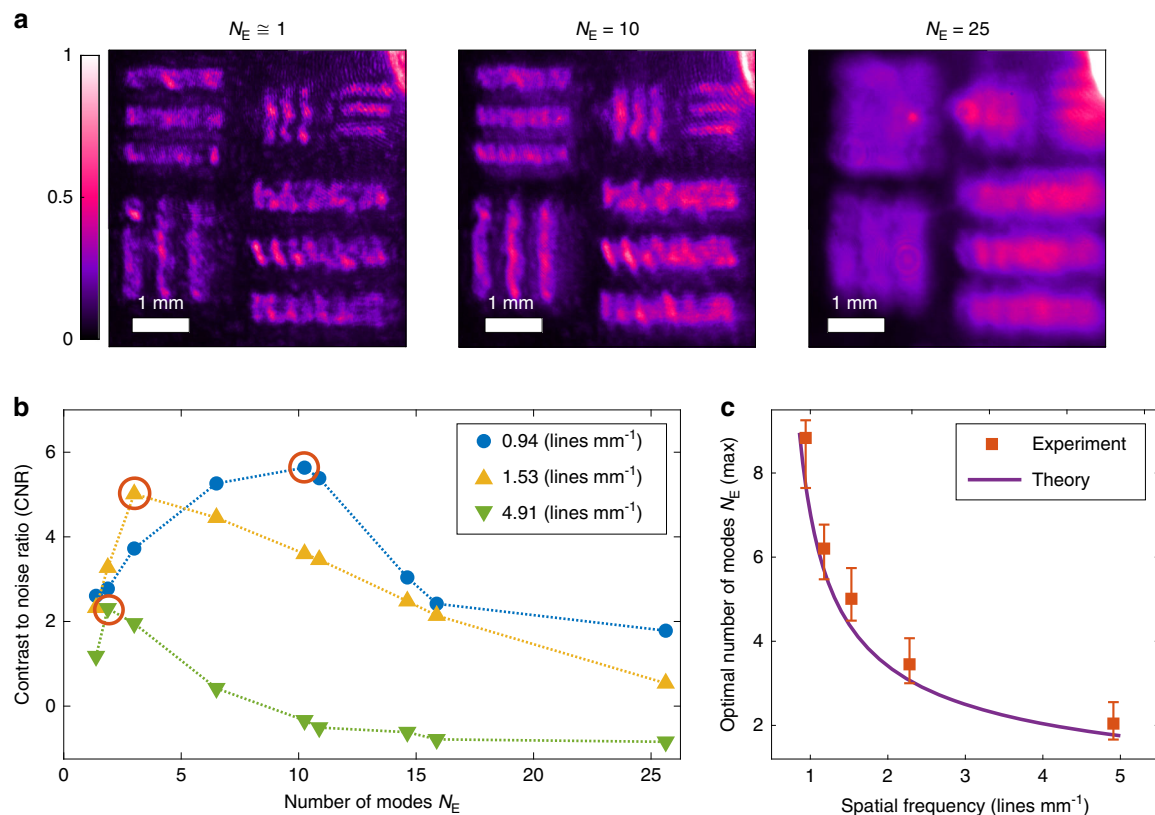 a
N_E ≅ 1
N_E = 10
N_E = 25
1
0.5
0
1 mm
1 mm
1 mm
b
Contrast to noise ratio (CNR)
6
4
2
0
0
5
10
15
20
25
Number of modes N_E
0.94 (lines mm⁻¹)
1.53 (lines mm⁻¹)
4.91 (lines mm⁻¹)
c
Optimal number of modes N_E (max)
8
6
4
2
1
2
3
4
5
Spatial frequency (lines mm⁻¹)
Experiment
Theory